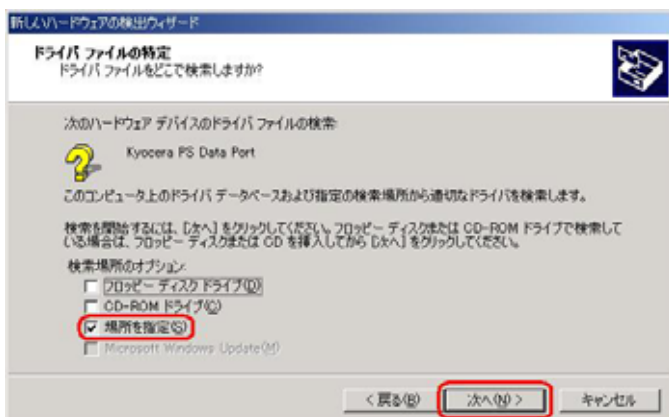 新しいハードウェアの検出ウィザード
ドライバ ファイルの特定
ドライバ ファイルをどこで検索しますか?
次のハードウェア デバイスのドライバ ファイルの検索:
Kyocera PS Data Port
このコンピュータ上のドライバ データベースおよび指定の検索場所から適切なドライバを検索します。
検索を開始するには、[次へ] をクリックしてください。フロッピー ディスクまたは CD-ROM ドライブで検索して
いる場合は、フロッピー ディスクまたは CD を挿入してから [次へ] をクリックしてください。
検索場所のオプション:
フロッピー ディスク ドライブ(D)
CD-ROM ドライブ(C)
場所を指定(S)
Microsoft Windows Update(M)
< 戻る(B)
次へ(N) >
キャンセル